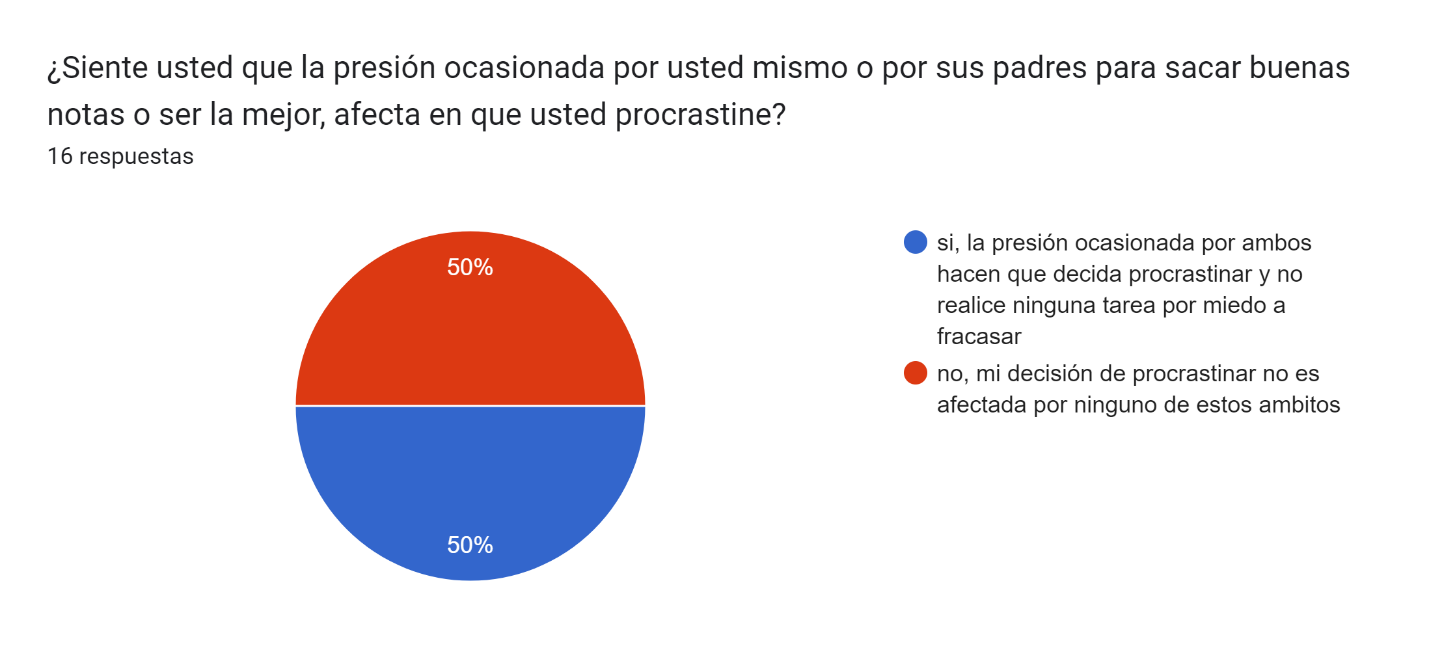 ¿Siente usted que la presión ocasionada por usted mismo o por sus padres para sacar buenas
notas o ser la mejor, afecta en que usted procrastine?
16 respuestas
50%
50%
si, la presión ocasionada por ambos
hacen que decida procrastinar y no
realice ninguna tarea por miedo a
fracasar
no, mi decisión de procrastinar no es
afectada por ninguno de estos ambitos